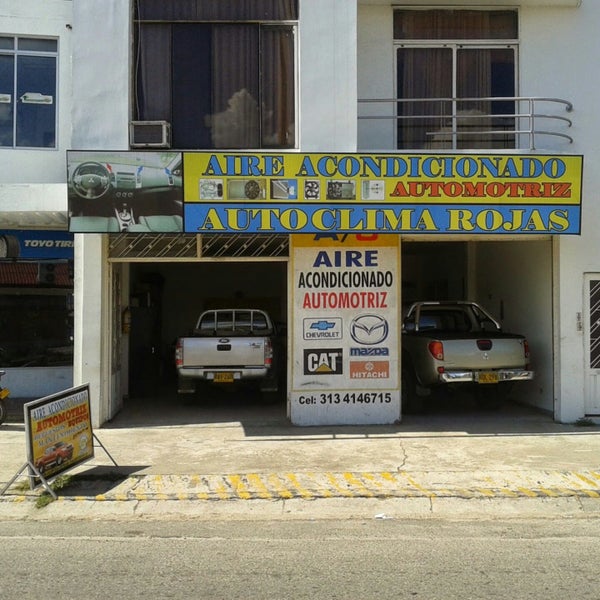 AIRE ACONDICIONADO
AUTOMOTRIZ
AUTOCLIMA ROJAS
TOYO TIRES
A/C
AIRE
ACONDICIONADO
AUTOMOTRIZ
CHEVROLET
mazda
CAT
HITACHI
Cel: 313 4146715
AIRE ACONDICIONADO
AUTOMOTRIZ